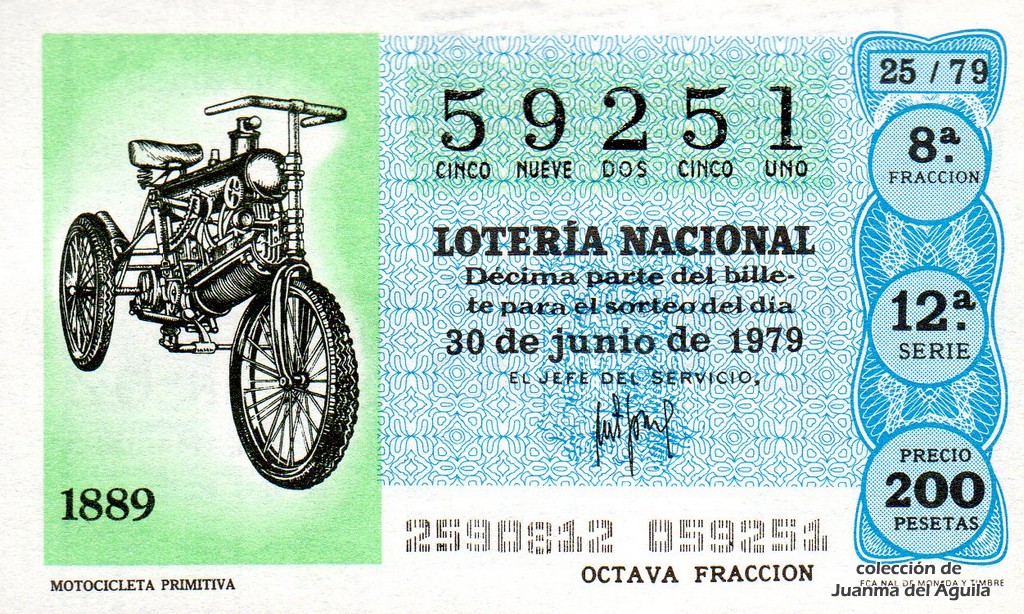 1889
MOTOCICLETA PRIMITIVA
59251
CINCO NUEVE DOS CINCO UNO
LOTERÍA NACIONAL
Décima parte del bille-
te para el sorteo del día
30 de junio de 1979
EL JEFE DEL SERVICIO,
2590812 059251
OCTAVA FRACCION
25 / 79
8ª.
FRACCION
12ª.
SERIE
PRECIO
200
PESETAS
FCA NAL DE MONEDA Y TIMBRE
colección de
Juanma del Aguila